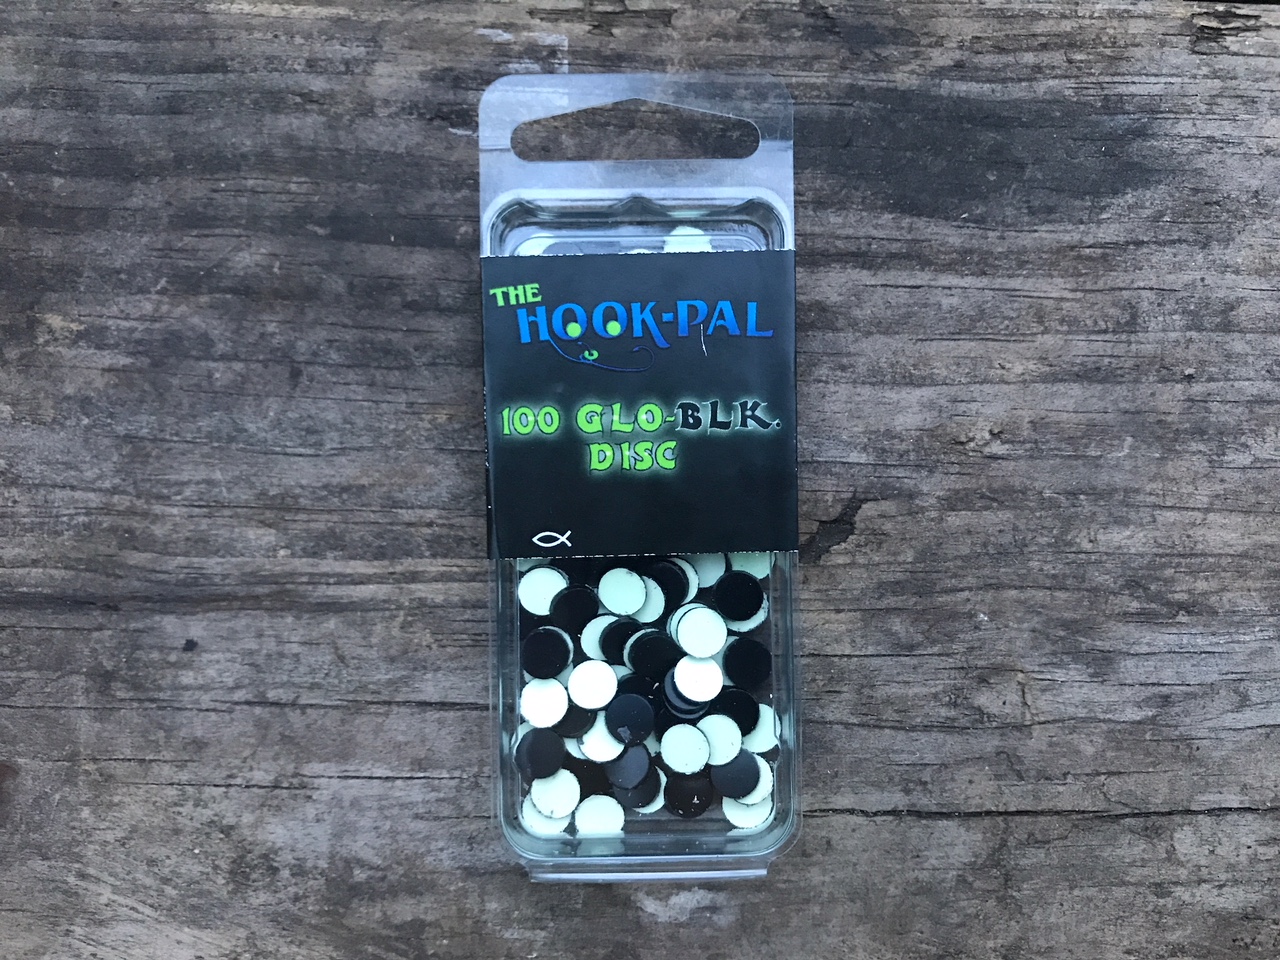 THE
HOOK-PAL
100 GLO-BLK.
DISC